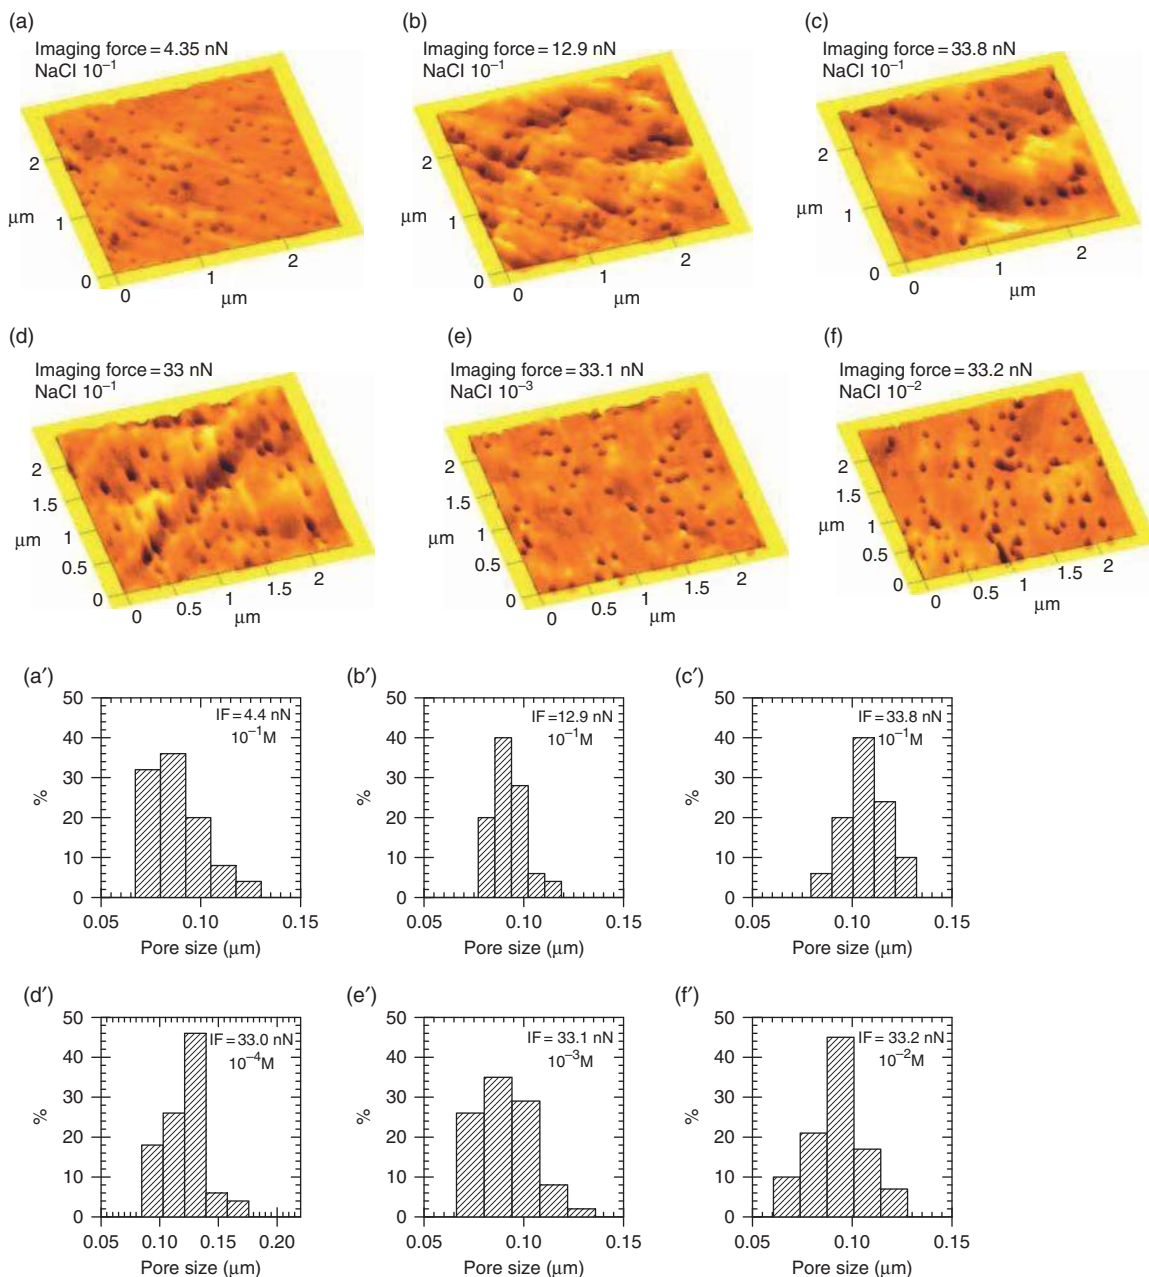 (a)
Imaging force = 4.35 nN
NaCl 10⁻¹
2
μm
1
0
0
1
2
μm
(b)
Imaging force = 12.9 nN
NaCl 10⁻¹
2
μm
1
0
0
1
2
μm
(c)
Imaging force = 33.8 nN
NaCl 10⁻¹
2
μm
1
0
0
1
2
μm
(d)
Imaging force = 33 nN
NaCl 10⁻¹
2
1.5
μm
1
0.5
0
0
0.5
1
1.5
2
μm
(e)
Imaging force = 33.1 nN
NaCl 10⁻³
2
1.5
μm
1
0.5
0
0
0.5
1
1.5
2
μm
(f)
Imaging force = 33.2 nN
NaCl 10⁻²
2
1.5
μm
1
0.5
0
0
0.5
1
1.5
2
μm
(a′)
IF = 4.4 nN
10⁻¹M
50
40
30
20
10
0
%
0.05 0.10 0.15
Pore size (μm)
(b′)
IF = 12.9 nN
10⁻¹M
50
40
30
20
10
0
%
0.05 0.10 0.15
Pore size (μm)
(c′)
IF = 33.8 nN
10⁻¹M
50
40
30
20
10
0
%
0.05 0.10 0.15
Pore size (μm)
(d′)
IF = 33.0 nN
10⁻⁴M
50
40
30
20
10
0
%
0.05 0.10 0.15 0.20
Pore size (μm)
(e′)
IF = 33.1 nN
10⁻³M
50
40
30
20
10
0
%
0.05 0.10 0.15
Pore size (μm)
(f′)
IF = 33.2 nN
10⁻²M
50
40
30
20
10
0
%
0.05 0.10 0.15
Pore size (μm)